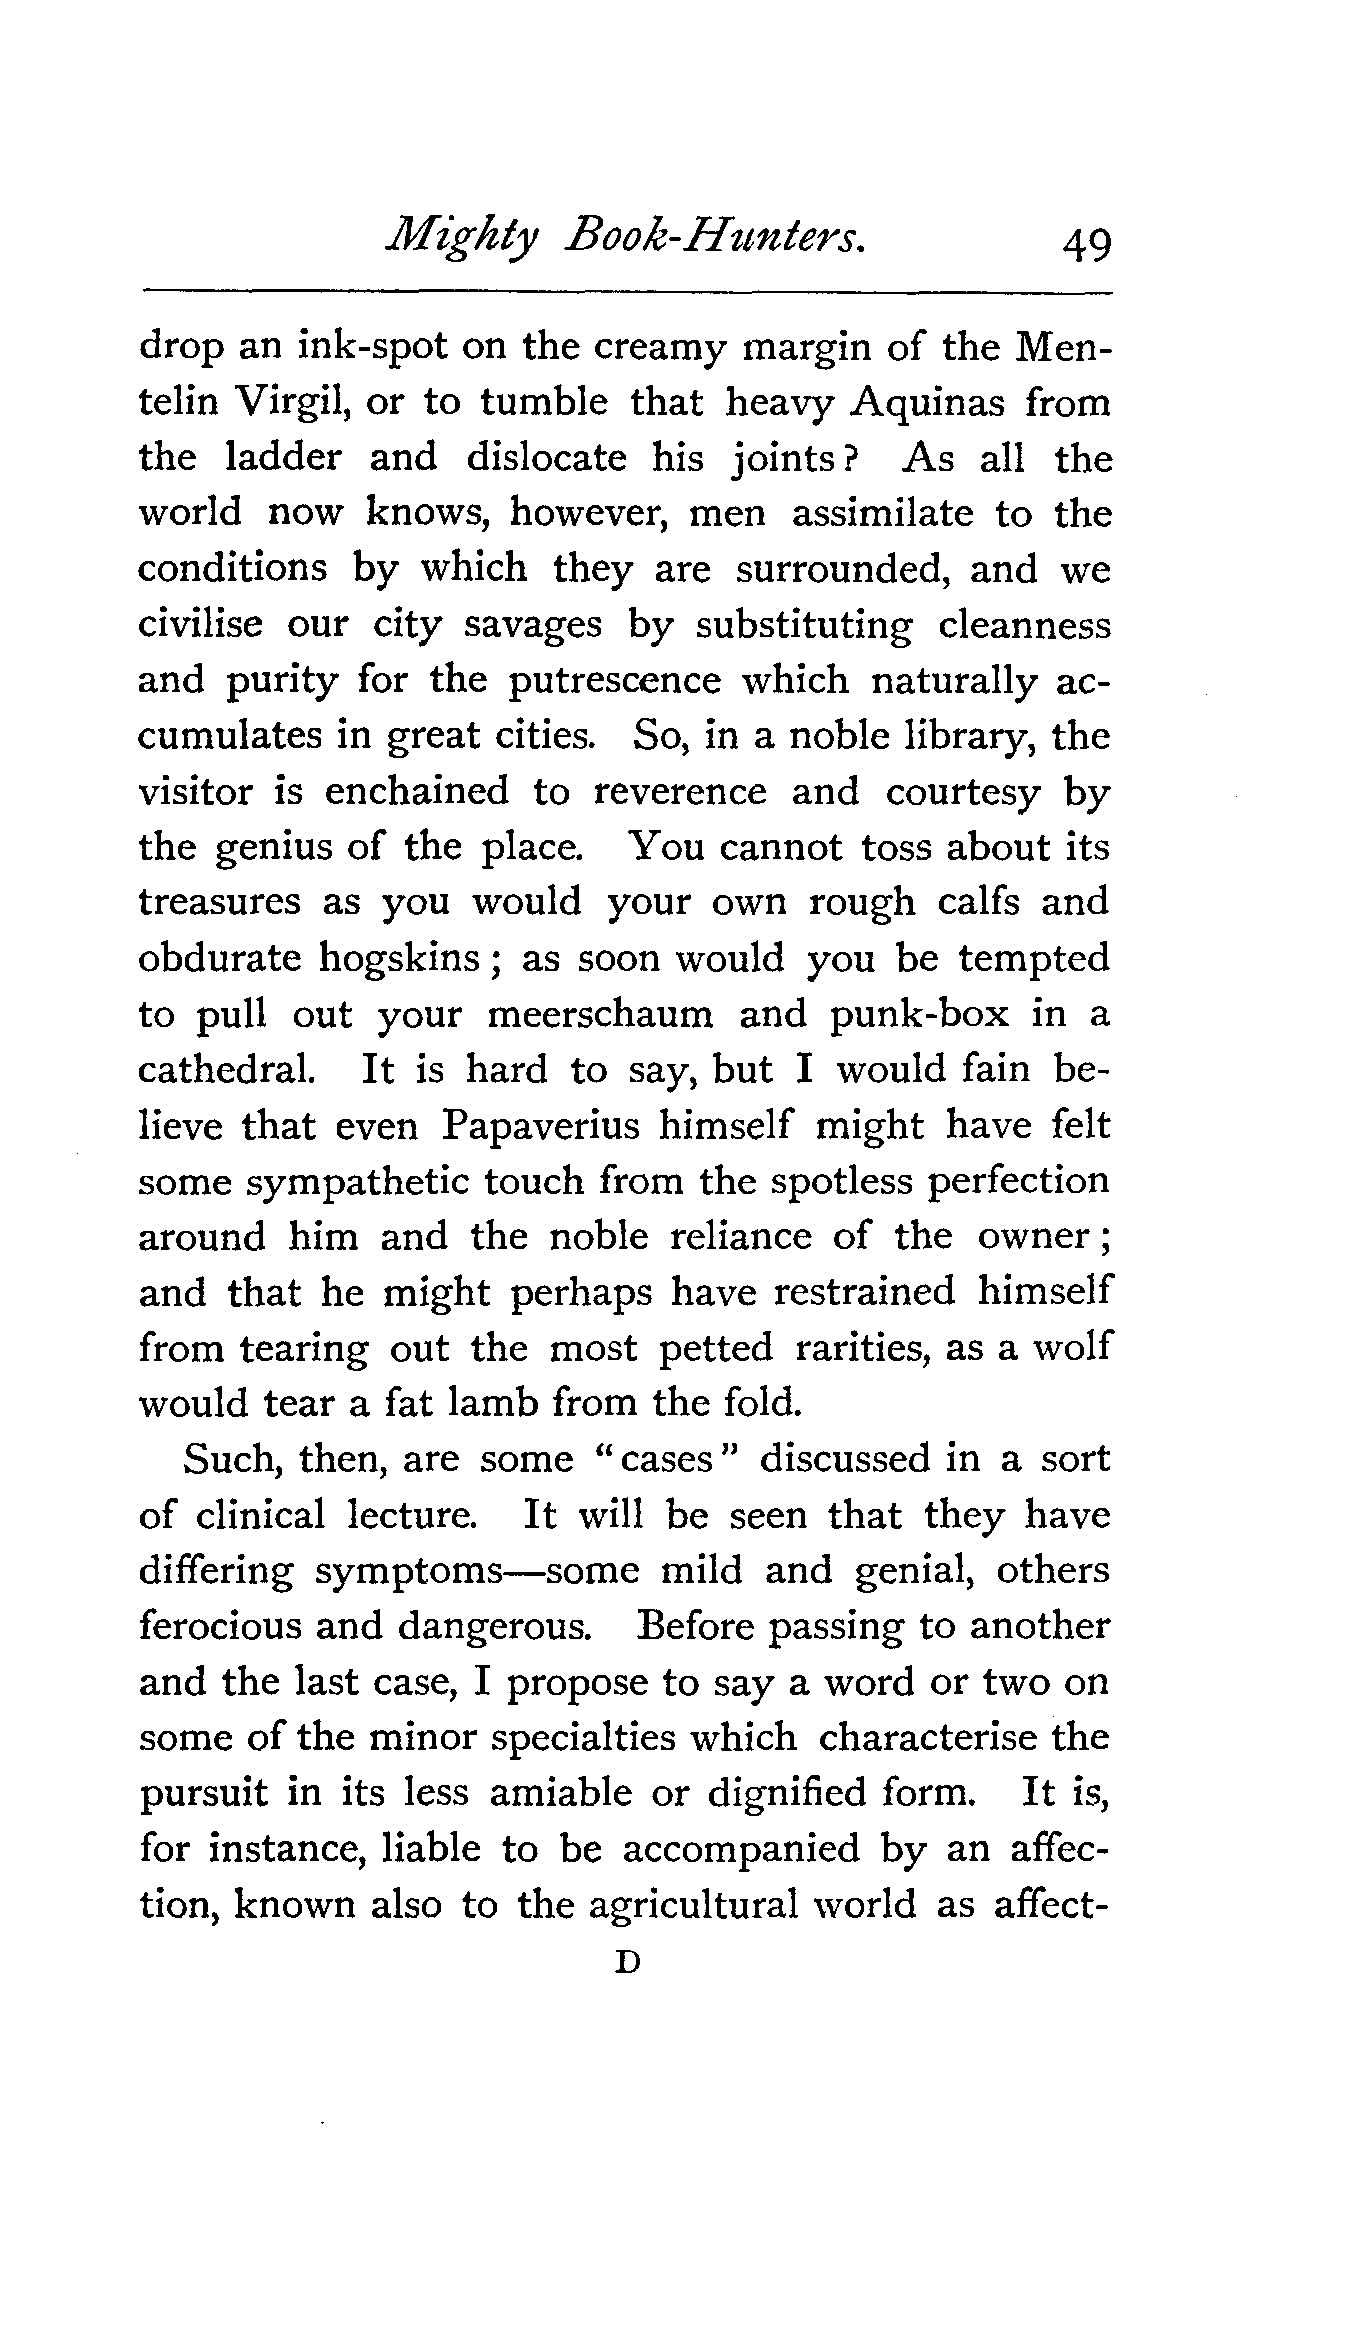 Mighty Book-Hunters. 49
drop an ink-spot on the creamy margin of the Men-
telin Virgil, or to tumble that heavy Aquinas from
the ladder and dislocate his joints? As all the
world now knows, however, men assimilate to the
conditions by which they are surrounded, and we
civilise our city savages by substituting cleanness
and purity for the putrescence which naturally ac-
cumulates in great cities. So, in a noble library, the
visitor is enchained to reverence and courtesy by
the genius of the place. You cannot toss about its
treasures as you would your own rough calfs and
obdurate hogskins; as soon would you be tempted
to pull out your meerschaum and punk-box in a
cathedral. It is hard to say, but I would fain be-
lieve that even Papaverius himself might have felt
some sympathetic touch from the spotless perfection
around him and the noble reliance of the owner;
and that he might perhaps have restrained himself
from tearing out the most petted rarities, as a wolf
would tear a fat lamb from the fold.
Such, then, are some "cases" discussed in a sort
of clinical lecture. It will be seen that they have
differing symptoms—some mild and genial, others
ferocious and dangerous. Before passing to another
and the last case, I propose to say a word or two on
some of the minor specialties which characterise the
pursuit in its less amiable or dignified form. It is,
for instance, liable to be accompanied by an affec-
tion, known also to the agricultural world as affect-
D